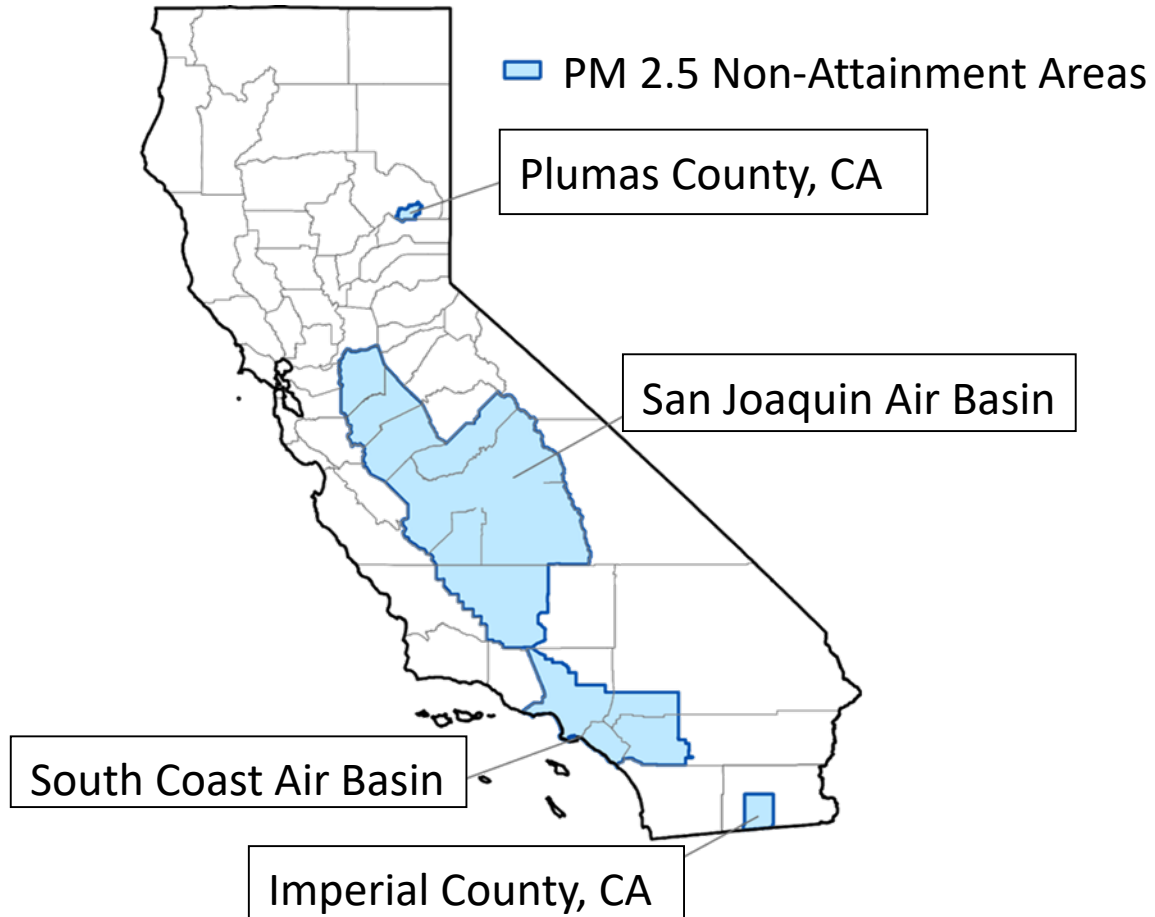 PM 2.5 Non-Attainment Areas
Plumas County, CA
San Joaquin Air Basin
South Coast Air Basin
Imperial County, CA